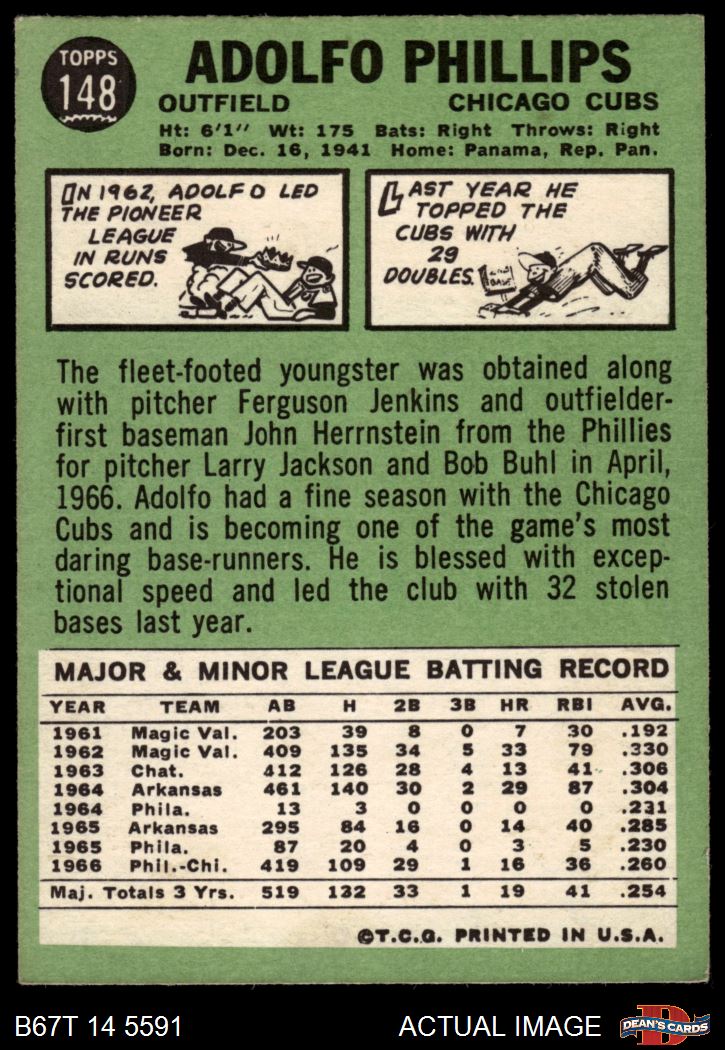 TOPPS
148
ADOLFO PHILLIPS
OUTFIELD CHICAGO CUBS
Ht: 6'1" Wt: 175 Bats: Right Throws: Right
Born: Dec. 16, 1941 Home: Panama, Rep. Pan.
IN 1962, ADOLFO LED
THE PIONEER
LEAGUE
IN RUNS
SCORED.
LAST YEAR HE
TOPPED THE
CUBS WITH
29
DOUBLES.
2ND
BASE
The fleet-footed youngster was obtained along
with pitcher Ferguson Jenkins and outfielder-
first baseman John Herrnstein from the Phillies
for pitcher Larry Jackson and Bob Buhl in April,
1966. Adolfo had a fine season with the Chicago
Cubs and is becoming one of the game's most
daring base-runners. He is blessed with excep-
tional speed and led the club with 32 stolen
bases last year.
MAJOR & MINOR LEAGUE BATTING RECORD
YEAR TEAM AB H 2B 3B HR RBI AVG.
1961 Magic Val. 203 39 8 0 7 30 .192
1962 Magic Val. 409 135 34 5 33 79 .330
1963 Chat. 412 126 28 4 13 41 .306
1964 Arkansas 461 140 30 2 29 87 .304
1964 Phila. 13 3 0 0 0 0 .231
1965 Arkansas 295 84 16 0 14 40 .285
1965 Phila. 87 20 4 0 3 5 .230
1966 Phil.-Chi. 419 109 29 1 16 36 .260
Maj. Totals 3 Yrs. 519 132 33 1 19 41 .254
©T.C.G. PRINTED IN U.S.A.
B67T 14 5591 ACTUAL IMAGE
D
DEAN'S CARDS